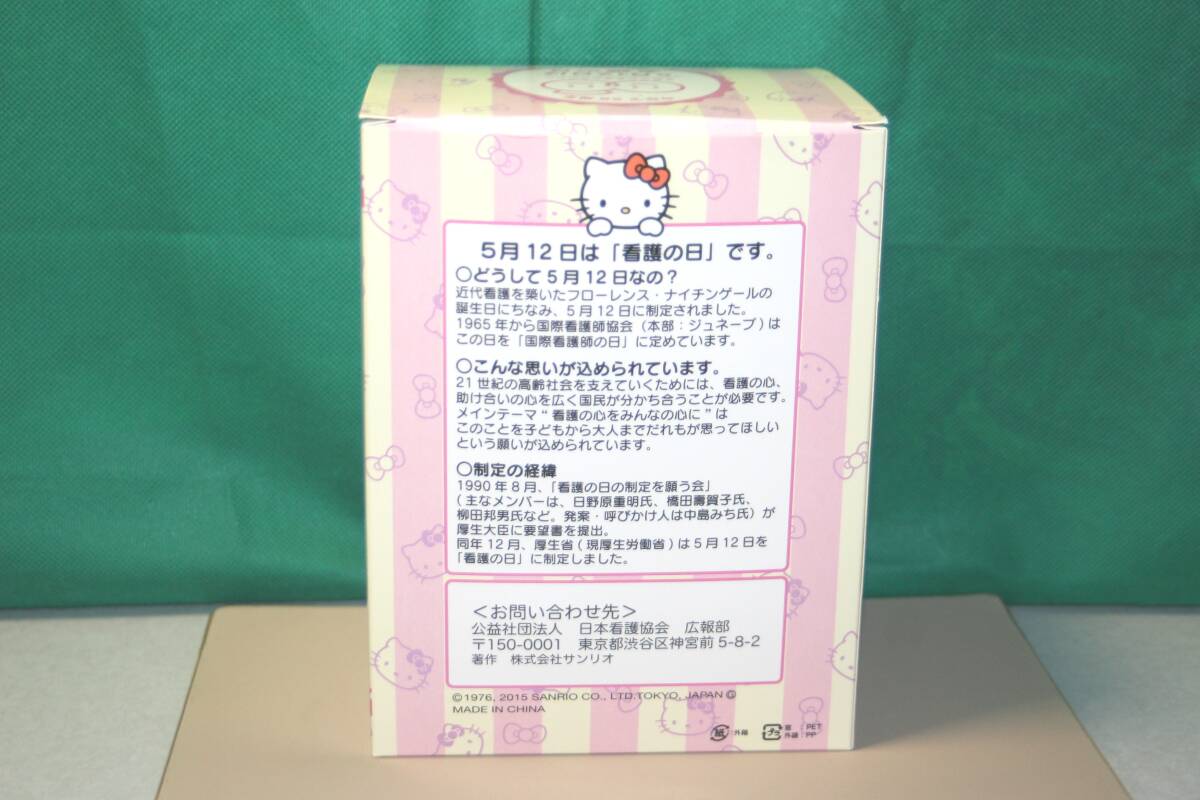 5月12日は「看護の日」です。
○どうして5月12日なの？
近代看護を築いたフローレンス・ナイチンゲールの
誕生日にちなみ、5月12日に制定されました。
1965年から国際看護師協会（本部：ジュネーブ）は
この日を「国際看護師の日」に定めています。
○こんな思いが込められています。
21世紀の高齢社会を支えていくためには、看護の心、
助け合いの心を広く国民が分かち合うことが必要です。
メインテーマ“看護の心をみんなの心に”は
このことを子どもから大人までだれもが思ってほしい
という願いが込められています。
○制定の経緯
1990年8月、「看護の日の制定を願う会」
（主なメンバーは、日野原重明氏、橋田壽賀子氏、
柳田邦男氏など。発案・呼びかけ人は中島みち氏）が
厚生大臣に要望書を提出。
同年12月、厚生省（現厚生労働省）は5月12日を
「看護の日」に制定しました。
＜お問い合わせ先＞
公益社団法人　日本看護協会　広報部
〒150-0001　東京都渋谷区神宮前5-8-2
著作　株式会社サンリオ
©1976, 2015 SANRIO CO., LTD.TOKYO, JAPAN Ⓖ
MADE IN CHINA
紙 :外箱
プラ 窓 : PET
外袋 : PP